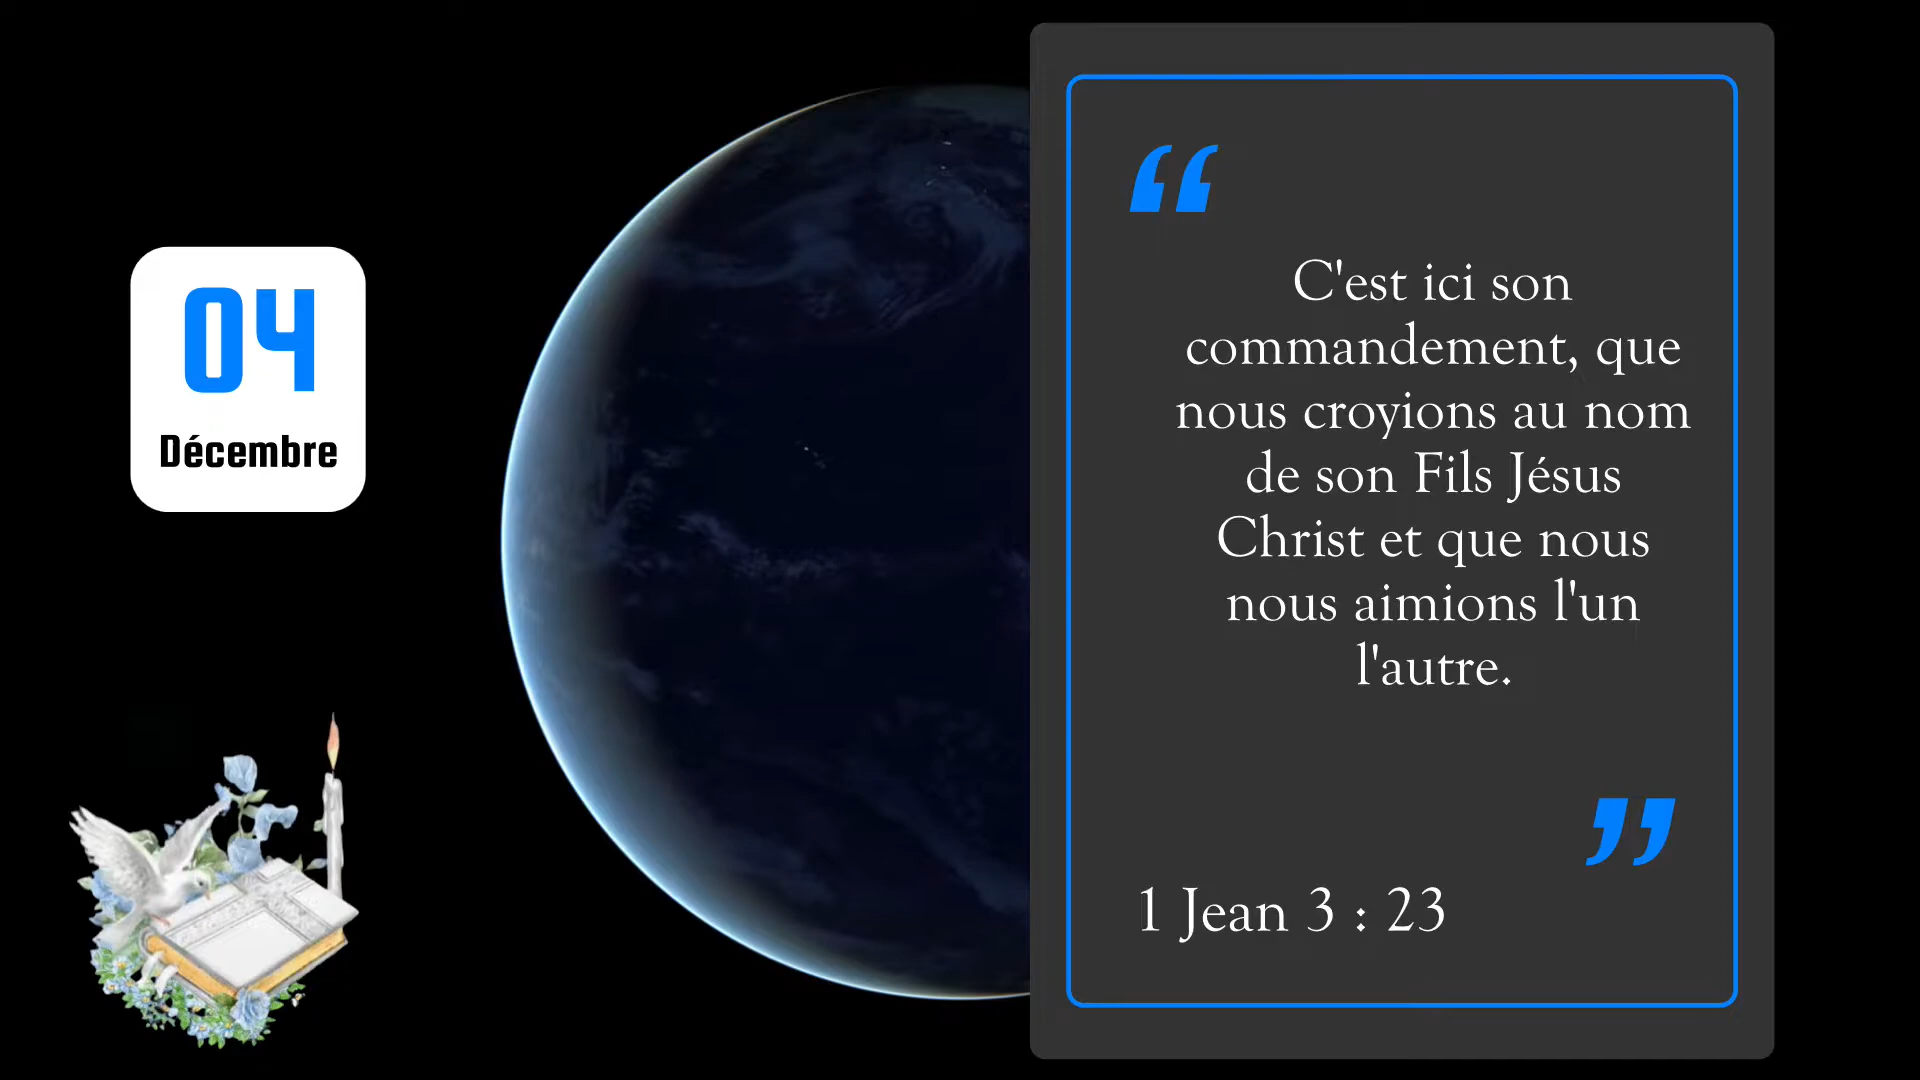 04
Décembre
“
C'est ici son
commandement, que
nous croyions au nom
de son Fils Jésus
Christ et que nous
nous aimions l'un
l'autre.
”
1 Jean 3 : 23